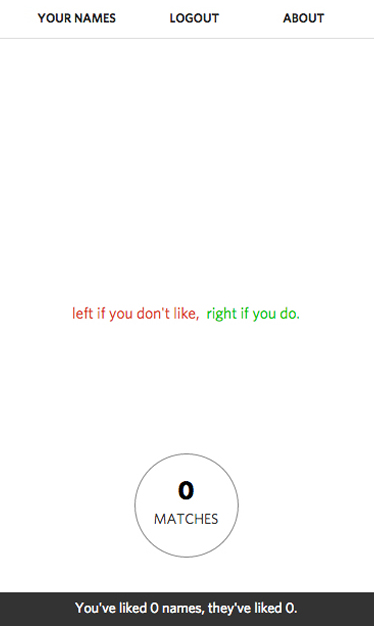 YOUR NAMES LOGOUT ABOUT
left if you don't like, right if you do.
0
MATCHES
You've liked 0 names, they've liked 0.